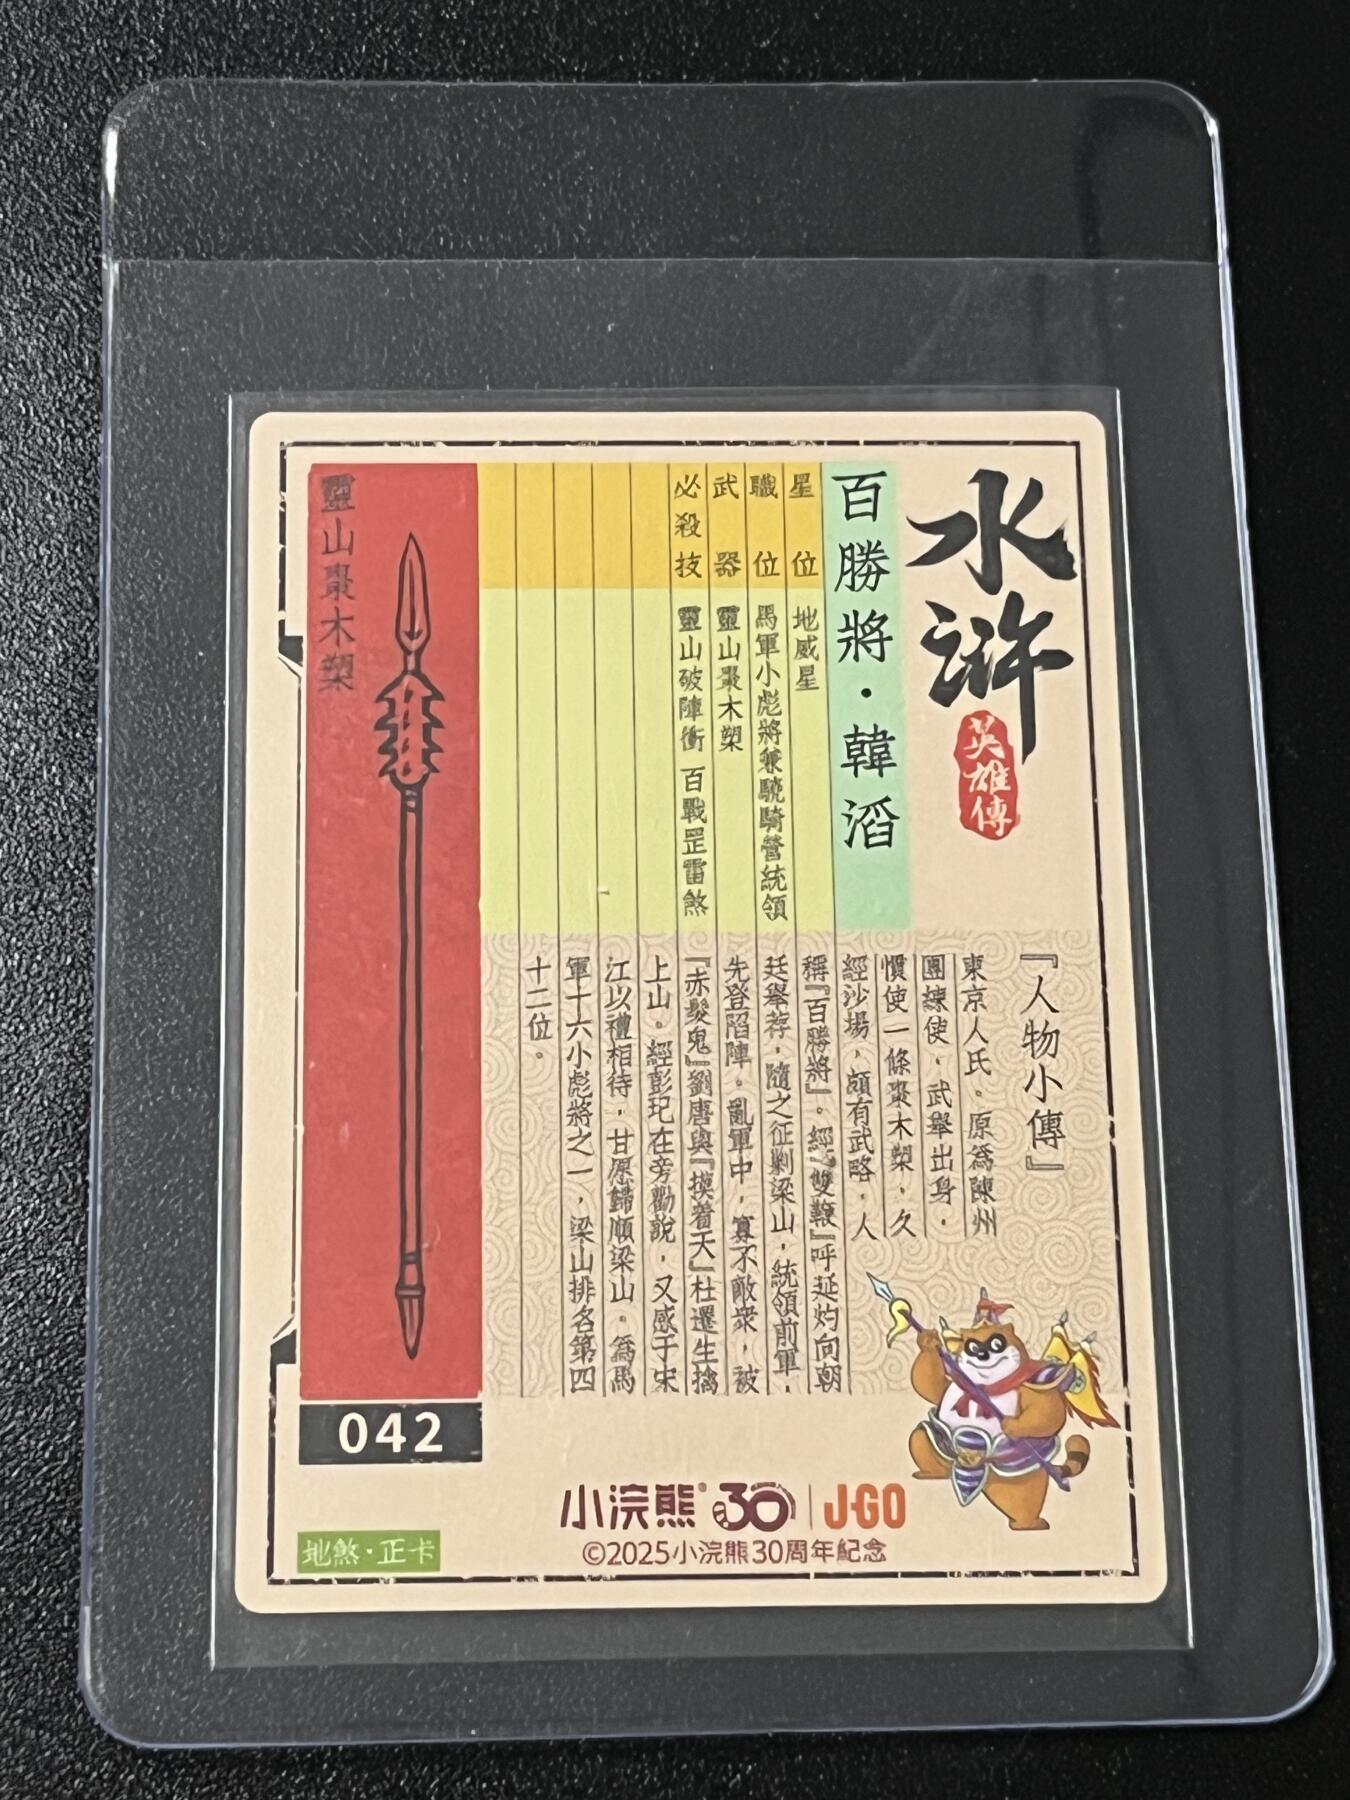 水滸
英雄傳
百勝將·韓滔
星位 地威星
職位 馬軍小彪將兼驍騎營統領
武器 靈山棗木槊
必殺技 靈山破陣衝 百戰罡雷煞
『人物小傳』
東京人氏。原為陳州
團練使，武舉出身，
慣使一條棗木槊，久
經沙場，頗有武略，人
稱『百勝將』。經『雙鞭』呼延灼向朝
廷舉荐，隨之征剿梁山，統領前軍，
先登陷陣。亂軍中，寡不敵衆，被
『赤髮鬼』劉唐與『摸着天』杜遷生擒
上山。經彭玘在旁勸說，又感于宋
江以禮相待，甘愿歸順梁山。為馬
軍十六小彪將之一，梁山排名第四
十二位。
靈山棗木槊
042
小浣熊® 30 | J·GO
©2025小浣熊30周年紀念
地煞·正卡